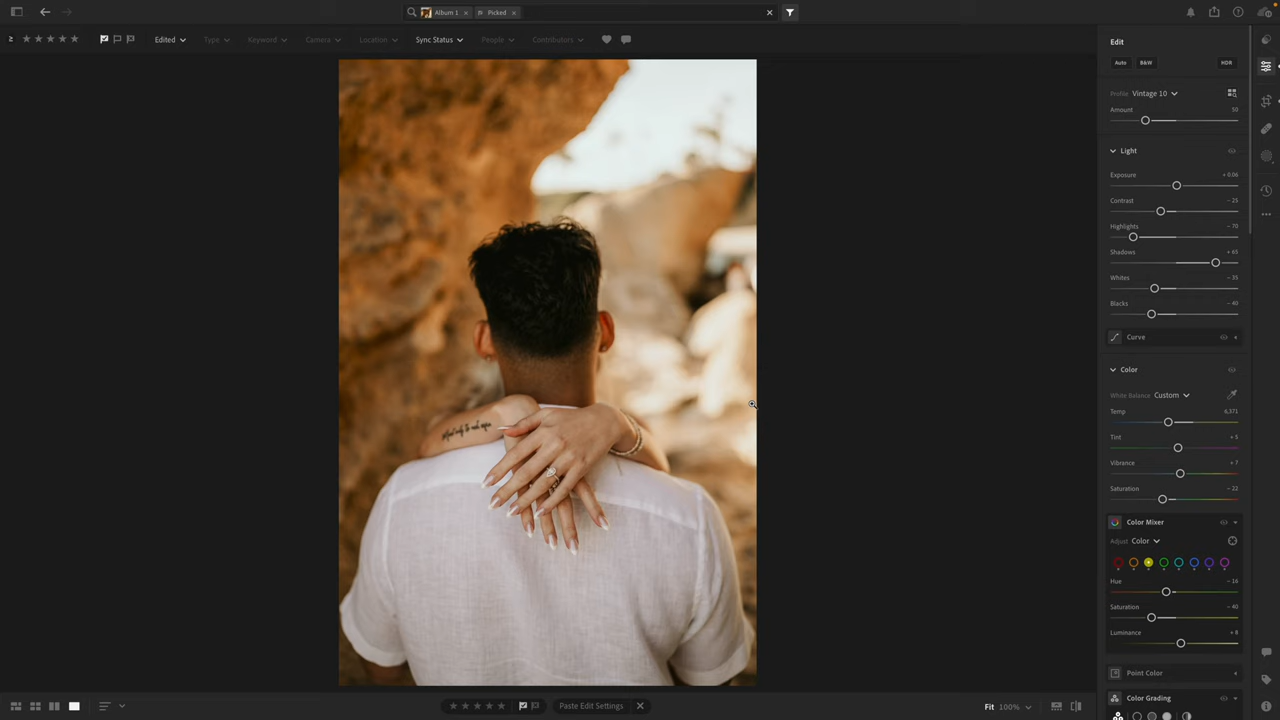 Album 1
Picked
≥
Edited
Type
Keyword
Camera
Location
Sync Status
People
Contributors
Edit
Auto
B&W
HDR
Profile Vintage 10
Amount 50
Light
Exposure + 0.06
Contrast − 25
Highlights − 70
Shadows + 65
Whites − 35
Blacks − 40
Curve
Color
White Balance Custom
Temp 4,371
Tint + 5
Vibrance + 7
Saturation − 22
Color Mixer
Adjust Color
Hue − 16
Saturation − 40
Luminance + 8
Point Color
Color Grading
Paste Edit Settings
Fit 100%